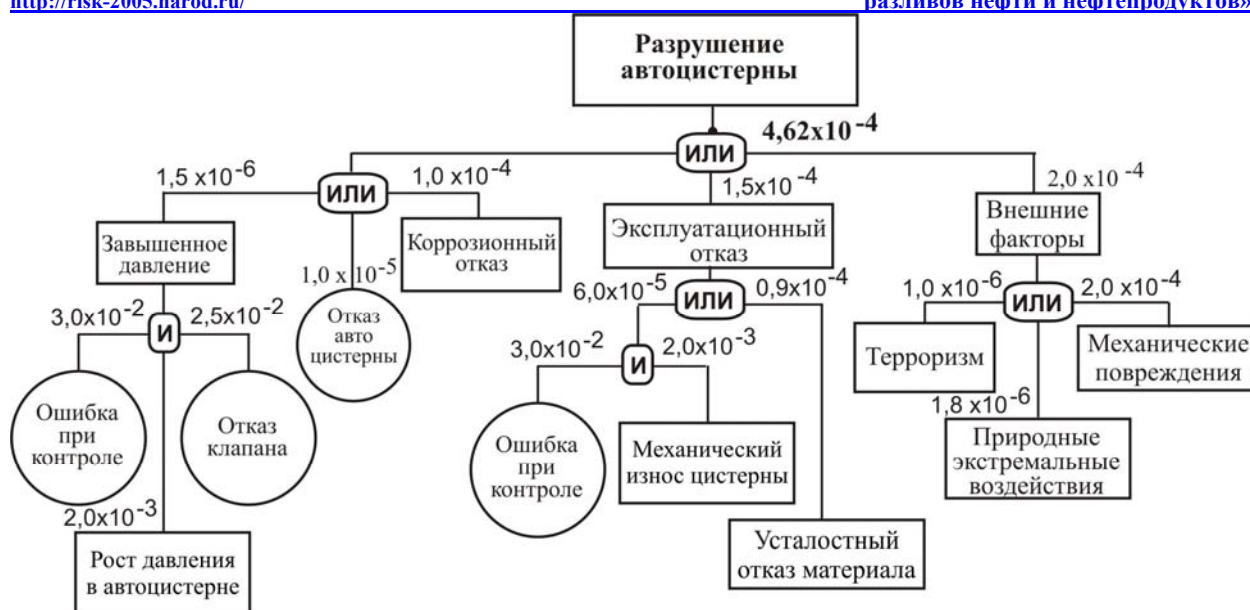 http://risk-2005.narod.ru/
разливов нефти и нефтепродуктов»
Разрушение
автоцистерны
4,62x10-4
ИЛИ
1,5 x10-6
ИЛИ
1,0 x10-4
1,5x10-4
2,0 x10-4
Завышенное
давление
Коррозионный
отказ
Эксплуатационный
отказ
Внешние
факторы
1,0 x 10-5
6,0x10-5
ИЛИ
0,9x10-4
1,0 x10-6
ИЛИ
2,0 x10-4
3,0x10-2
И
2,5x10-2
Отказ
авто
цистерны
3,0x10-2
И
2,0x10-3
Терроризм
Механические
повреждения
1,8 x10-6
Ошибка
при
контроле
Отказ
клапана
Ошибка
при
контроле
Механический
износ цистерны
Природные
экстремальные
воздействия
2,0x10-3
Рост давления
в автоцистерне
Усталостный
отказ материала